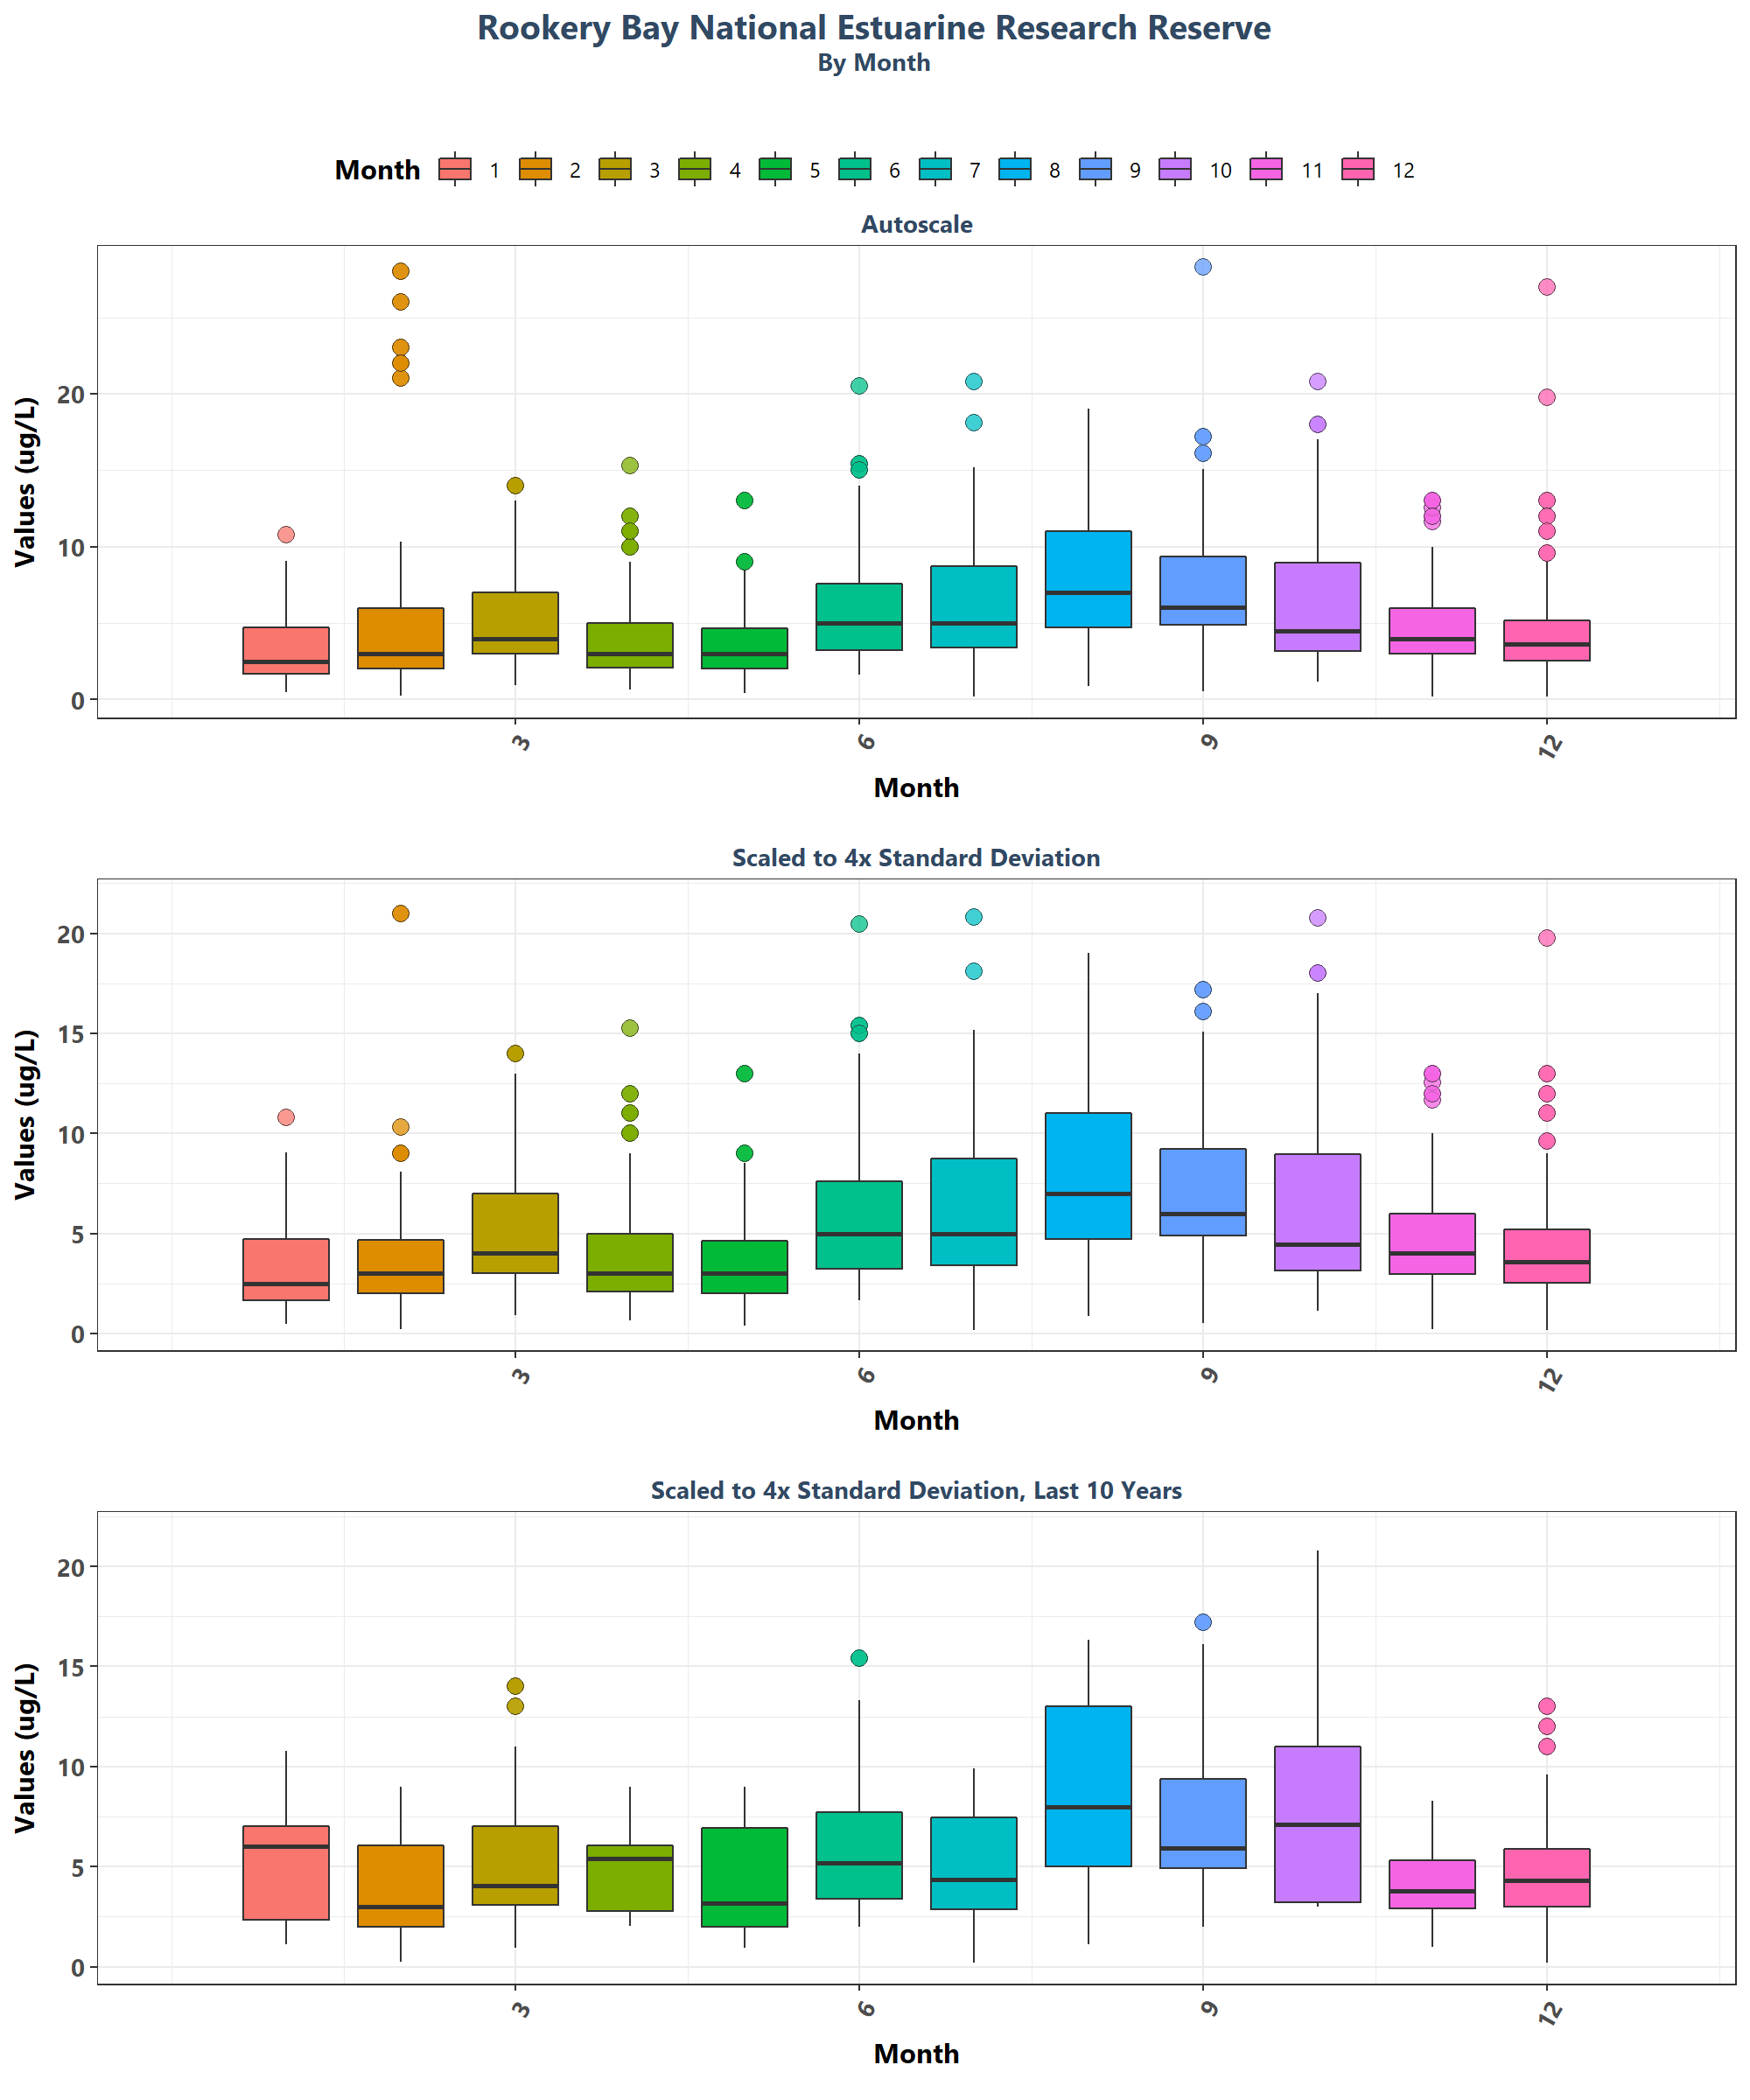 Rookery Bay National Estuarine Research Reserve
By Month
Month 1 2 3 4 5 6 7 8 9 10 11 12
Autoscale
Values (ug/L)
20
10
0
3 6 9 12
Month
Scaled to 4x Standard Deviation
Values (ug/L)
20
15
10
5
0
3 6 9 12
Month
Scaled to 4x Standard Deviation, Last 10 Years
Values (ug/L)
20
15
10
5
0
3 6 9 12
Month